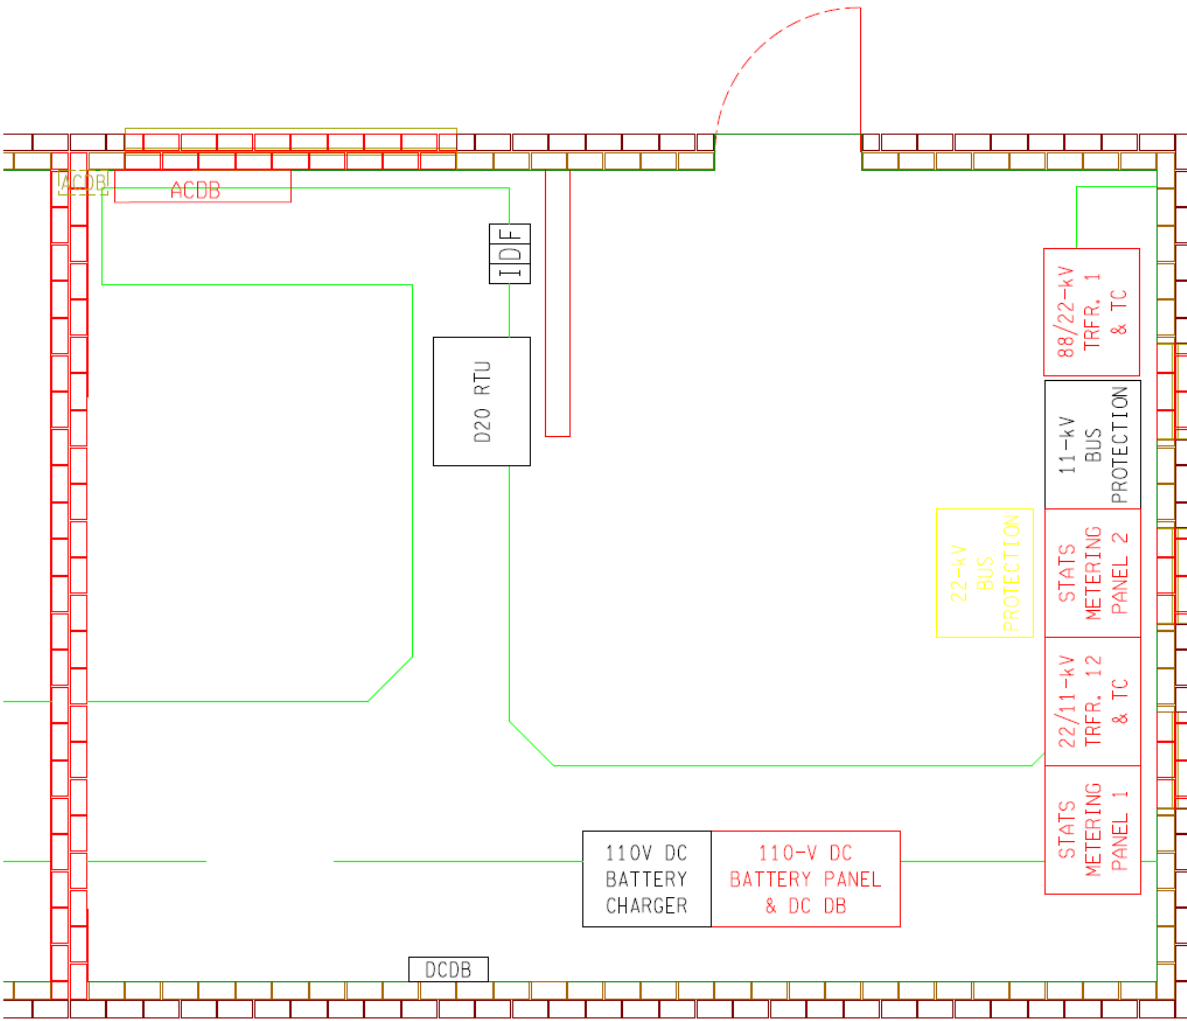 ACDB
ACDB
IDF
D20 RTU
88/22-kV
TRFR. 1
& TC
11-kV
BUS
PROTECTION
22-kV
BUS
PROTECTION
STATS
METERING
PANEL 2
22/11-kV
TRFR. 12
& TC
STATS
METERING
PANEL 1
110V DC
BATTERY
CHARGER
110-V DC
BATTERY PANEL
& DC DB
DCDB